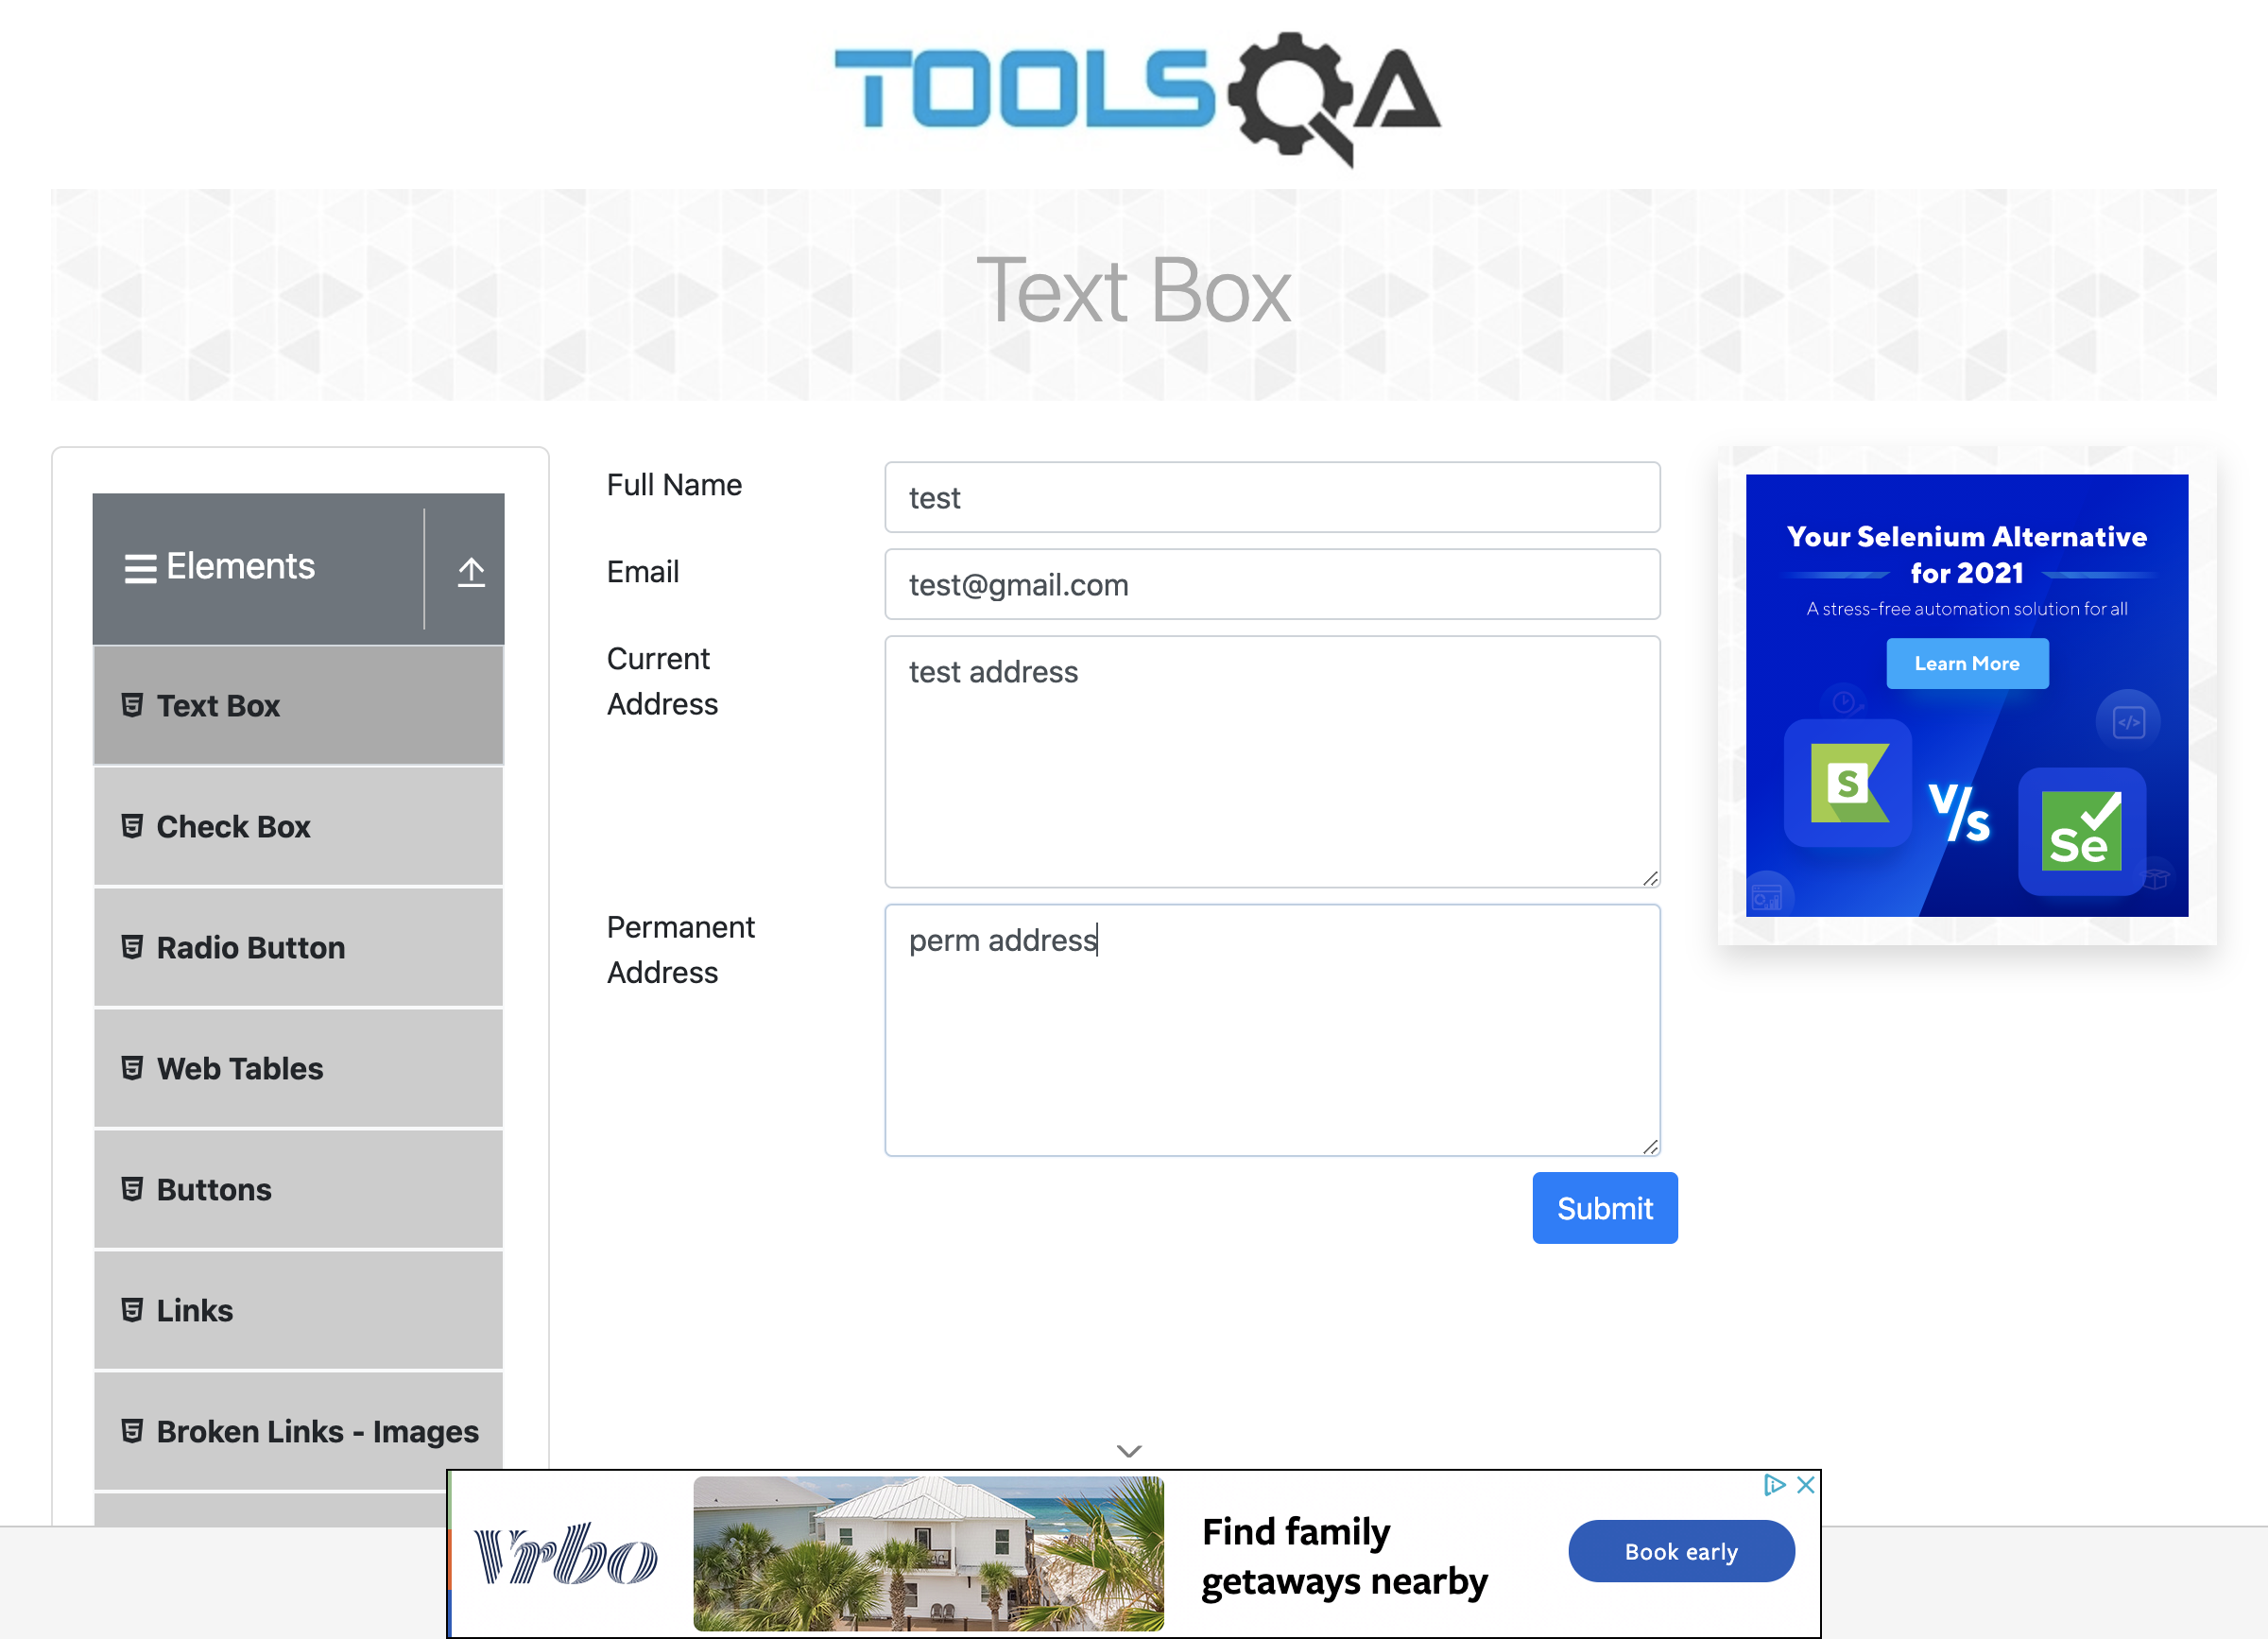 TOOLSQA
Text Box
Elements
Text Box
Check Box
Radio Button
Web Tables
Buttons
Links
Broken Links - Images
Full Name
test
Email
test@gmail.com
Current
Address
test address
Permanent
Address
perm address
Submit
Your Selenium Alternative
for 2021
A stress-free automation solution for all
Learn More
S
V/s
Se
</>
Vrbo
Find family
getaways nearby
Book early